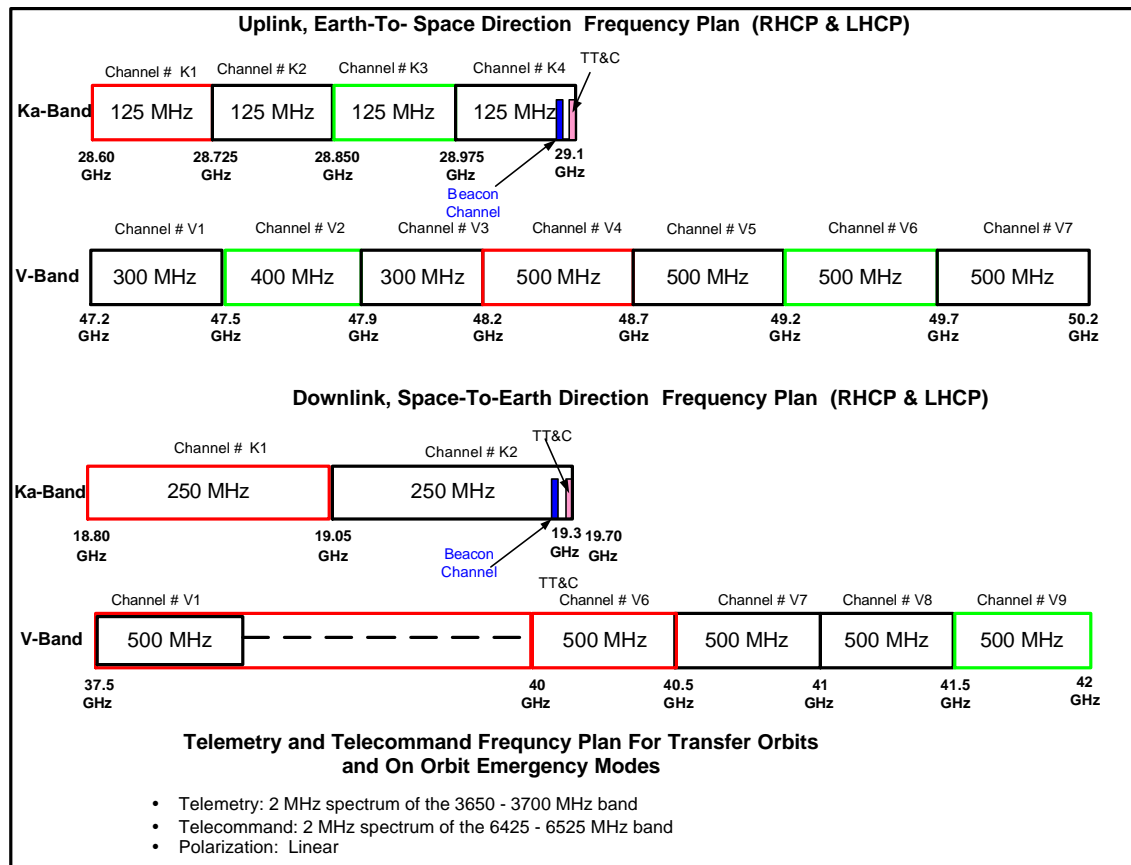 Uplink, Earth-To- Space Direction  Frequency Plan  (RHCP & LHCP)
TT&C
Channel #  K1
Channel # K2
Channel # K3
Channel # K4
Ka-Band
125 MHz
125 MHz
125 MHz
125 MHz
28.60 GHz
28.725 GHz
28.850 GHz
28.975 GHz
29.1 GHz
Beacon
Channel
Channel # V1
Channel # V2
Channel # V3
Channel # V4
Channel # V5
Channel # V6
Channel # V7
V-Band
300 MHz
400 MHz
300 MHz
500 MHz
500 MHz
500 MHz
500 MHz
47.2 GHz
47.5 GHz
47.9 GHz
48.2 GHz
48.7 GHz
49.2 GHz
49.7 GHz
50.2 GHz
Downlink, Space-To-Earth Direction  Frequency Plan  (RHCP & LHCP)
TT&C
Channel #  K1
Channel # K2
Ka-Band
250 MHz
250 MHz
18.80 GHz
19.05 GHz
19.3 GHz
19.70 GHz
Beacon
Channel
TT&C
Channel # V1
Channel # V6
Channel # V7
Channel # V8
Channel # V9
V-Band
500 MHz
500 MHz
500 MHz
500 MHz
500 MHz
37.5 GHz
40 GHz
40.5 GHz
41 GHz
41.5 GHz
42 GHz
Telemetry and Telecommand Frequncy Plan For Transfer Orbits
and On Orbit Emergency Modes
• Telemetry: 2 MHz spectrum of the 3650 - 3700 MHz band
• Telecommand: 2 MHz spectrum of the 6425 - 6525 MHz band
• Polarization:  Linear